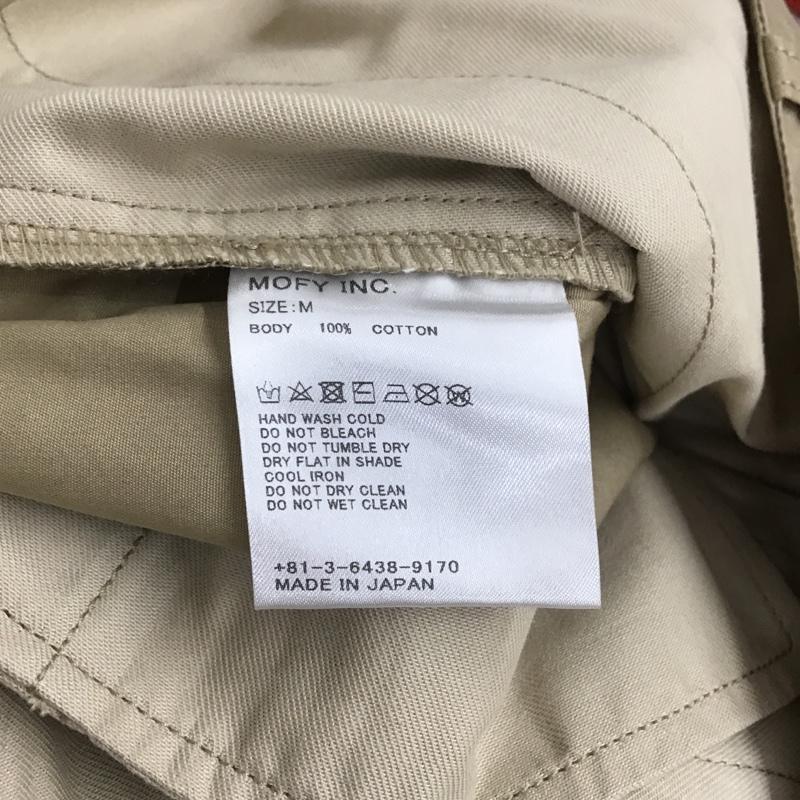 MOFY INC.
SIZE:M
BODY 100% COTTON
HAND WASH COLD
DO NOT BLEACH
DO NOT TUMBLE DRY
DRY FLAT IN SHADE
COOL IRON
DO NOT DRY CLEAN
DO NOT WET CLEAN
+81-3-6438-9170
MADE IN JAPAN